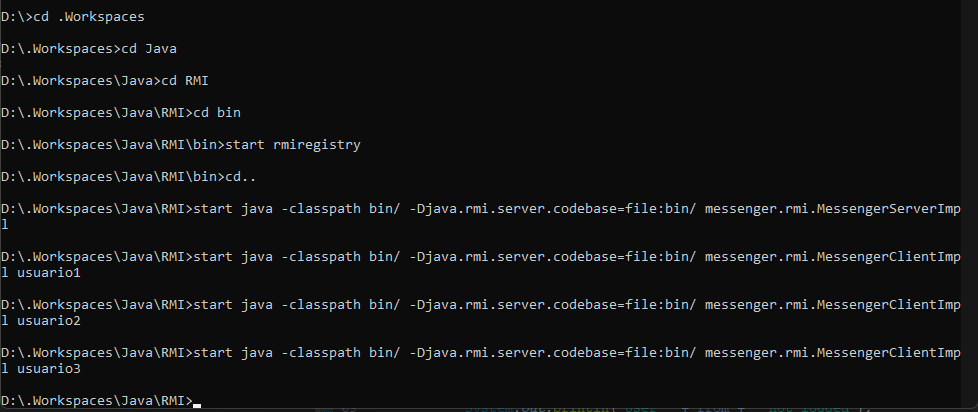 D:\>cd .Workspaces
D:\.Workspaces>cd Java
D:\.Workspaces\Java>cd RMI
D:\.Workspaces\Java\RMI>cd bin
D:\.Workspaces\Java\RMI\bin>start rmiregistry
D:\.Workspaces\Java\RMI\bin>cd..
D:\.Workspaces\Java\RMI>start java -classpath bin/ -Djava.rmi.server.codebase=file:bin/ messenger.rmi.MessengerServerImp
l
D:\.Workspaces\Java\RMI>start java -classpath bin/ -Djava.rmi.server.codebase=file:bin/ messenger.rmi.MessengerClientImp
l usuario1
D:\.Workspaces\Java\RMI>start java -classpath bin/ -Djava.rmi.server.codebase=file:bin/ messenger.rmi.MessengerClientImp
l usuario2
D:\.Workspaces\Java\RMI>start java -classpath bin/ -Djava.rmi.server.codebase=file:bin/ messenger.rmi.MessengerClientImp
l usuario3
D:\.Workspaces\Java\RMI>